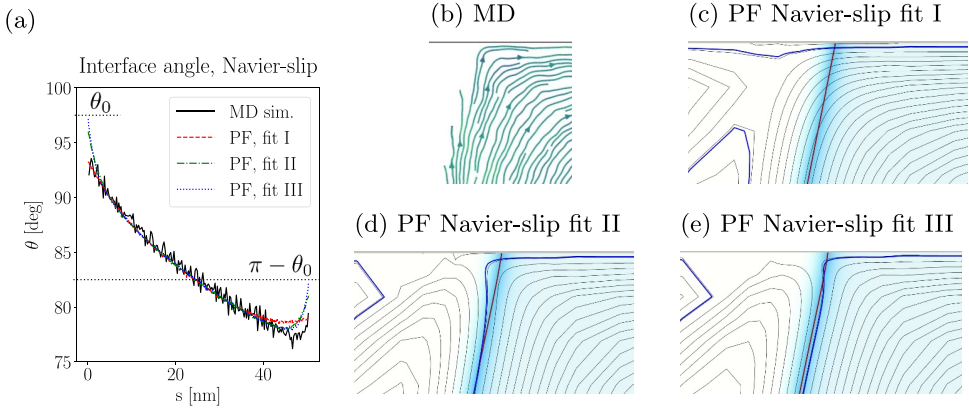 (a)
Interface angle, Navier-slip
θ₀
MD sim.
PF, fit I
PF, fit II
PF, fit III
π − θ₀
100
95
90
85
80
75
θ [deg]
0
20
40
s [nm]
(b) MD
(c) PF Navier-slip fit I
(d) PF Navier-slip fit II
(e) PF Navier-slip fit III